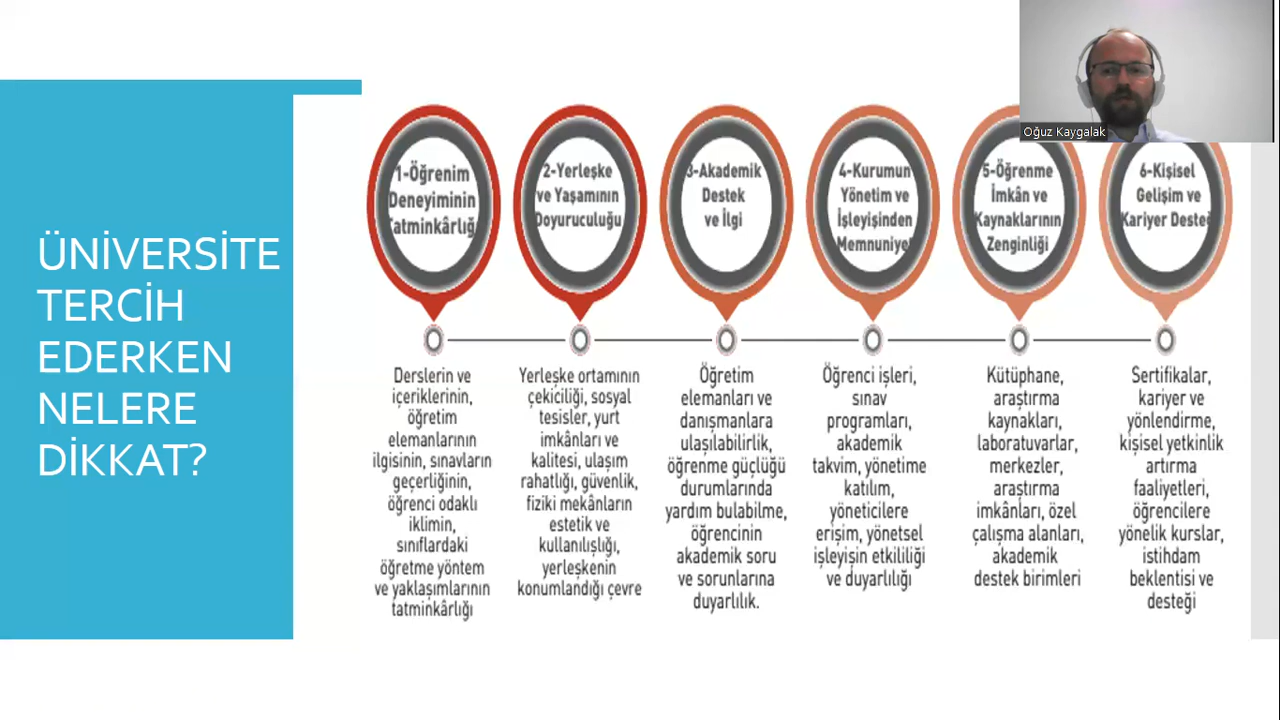 Oğuz Kaygalak
ÜNİVERSİTE
TERCİH
EDERKEN
NELERE
DİKKAT?
1-Öğrenim
Deneyiminin
Tatminkârlığı
2-Yerleşke
ve Yaşamının
Doyuruculuğu
3-Akademik
Destek
ve İlgi
4-Kurumun
Yönetim ve
İşleyişinden
Memnuniyet
5-Öğrenme
İmkân ve
Kaynaklarının
Zenginliği
6-Kişisel
Gelişim ve
Kariyer Desteği
Derslerin ve
içeriklerinin,
öğretim
elemanlarının
ilgisinin, sınavların
geçerliğinin,
öğrenci odaklı
iklimin,
sınıflardaki
öğretme yöntem
ve yaklaşımlarının
tatminkârlığı
Yerleşke ortamının
çekiciliği, sosyal
tesisler, yurt
imkânları ve
kalitesi, ulaşım
rahatlığı, güvenlik,
fiziki mekânların
estetik ve
kullanılışlığı,
yerleşkenin
konumlandığı çevre
Öğretim
elemanları ve
danışmanlara
ulaşılabilirlik,
öğrenme güçlüğü
durumlarında
yardım bulabilme,
öğrencinin
akademik soru
ve sorunlarına
duyarlılık.
Öğrenci işleri,
sınav
programları,
akademik
takvim, yönetime
katılım,
yöneticilere
erişim, yönetsel
işleyişin etkililiği
ve duyarlığı
Kütüphane,
araştırma
kaynakları,
laboratuvarlar,
merkezler,
araştırma
imkânları, özel
çalışma alanları,
akademik
destek birimleri
Sertifikalar,
kariyer ve
yönlendirme,
kişisel yetkinlik
artırma
faaliyetleri,
öğrencilere
yönelik kurslar,
istihdam
beklentisi ve
desteği